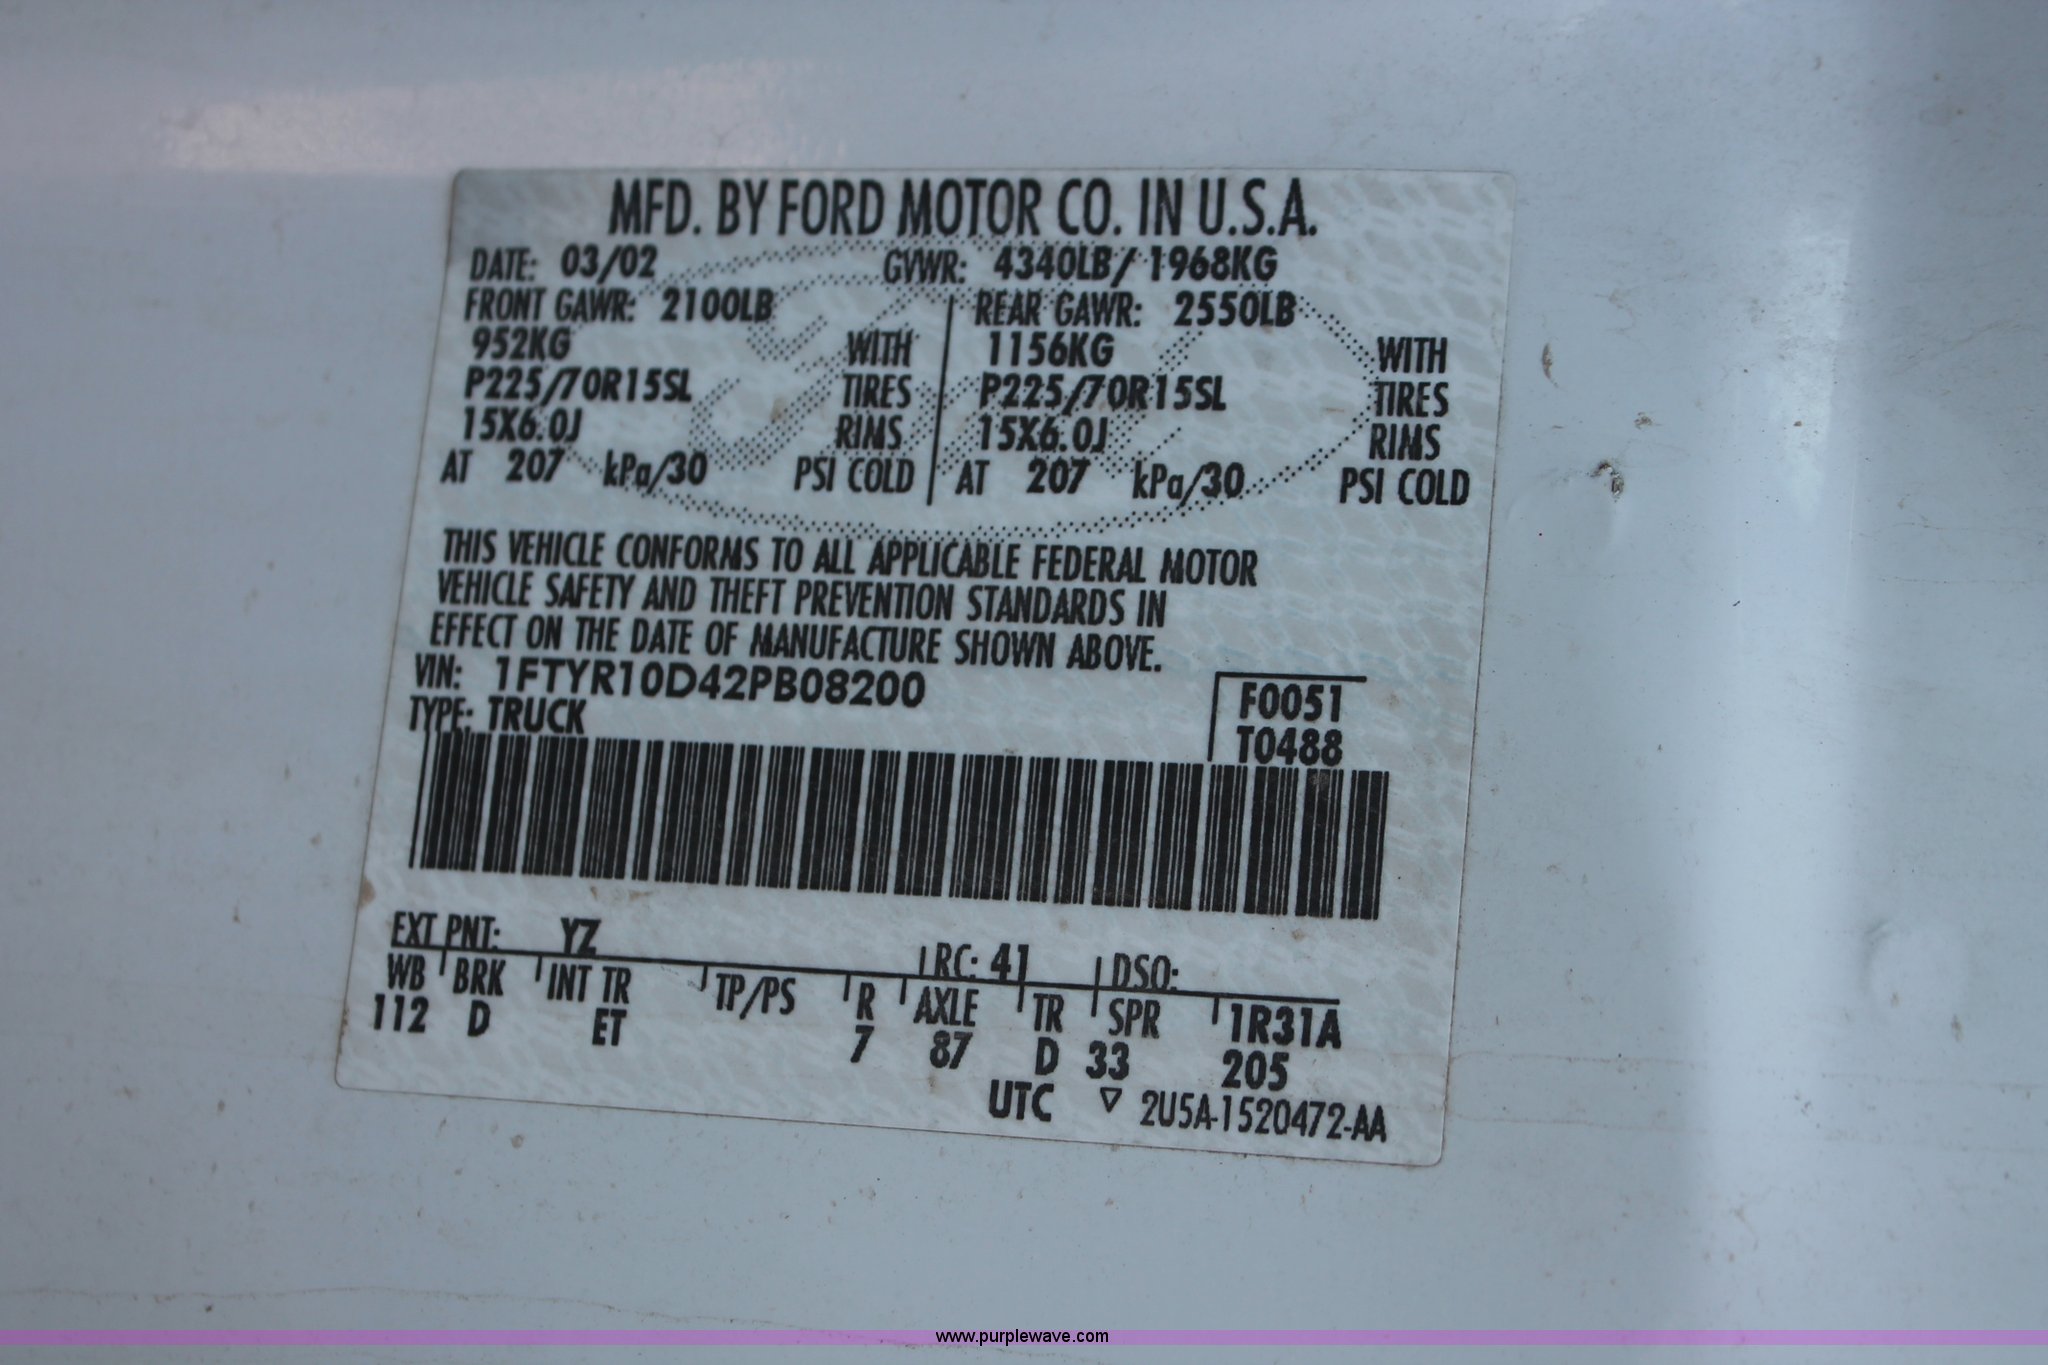 MFD. BY FORD MOTOR CO. IN U.S.A.
DATE: 03/02 GVWR: 4340LB/ 1968KG
FRONT GAWR: 2100LB REAR GAWR: 2550LB
952KG WITH 1156KG WITH
P225/70R15SL TIRES P225/70R15SL TIRES
15X6.0J RIMS 15X6.0J RIMS
AT 207 kPa/30 PSI COLD AT 207 kPa/30 PSI COLD
THIS VEHICLE CONFORMS TO ALL APPLICABLE FEDERAL MOTOR
VEHICLE SAFETY AND THEFT PREVENTION STANDARDS IN
EFFECT ON THE DATE OF MANUFACTURE SHOWN ABOVE.
VIN: 1FTYR10D42PB08200 F0051
TYPE: TRUCK T0488
EXT PNT: YZ RC: 41 DSO:
WB BRK INT TR TP/PS R AXLE TR SPR 1R31A
112 D ET 7 87 D 33 205
UTC ▽ 2U5A-1520472-AA
www.purplewave.com